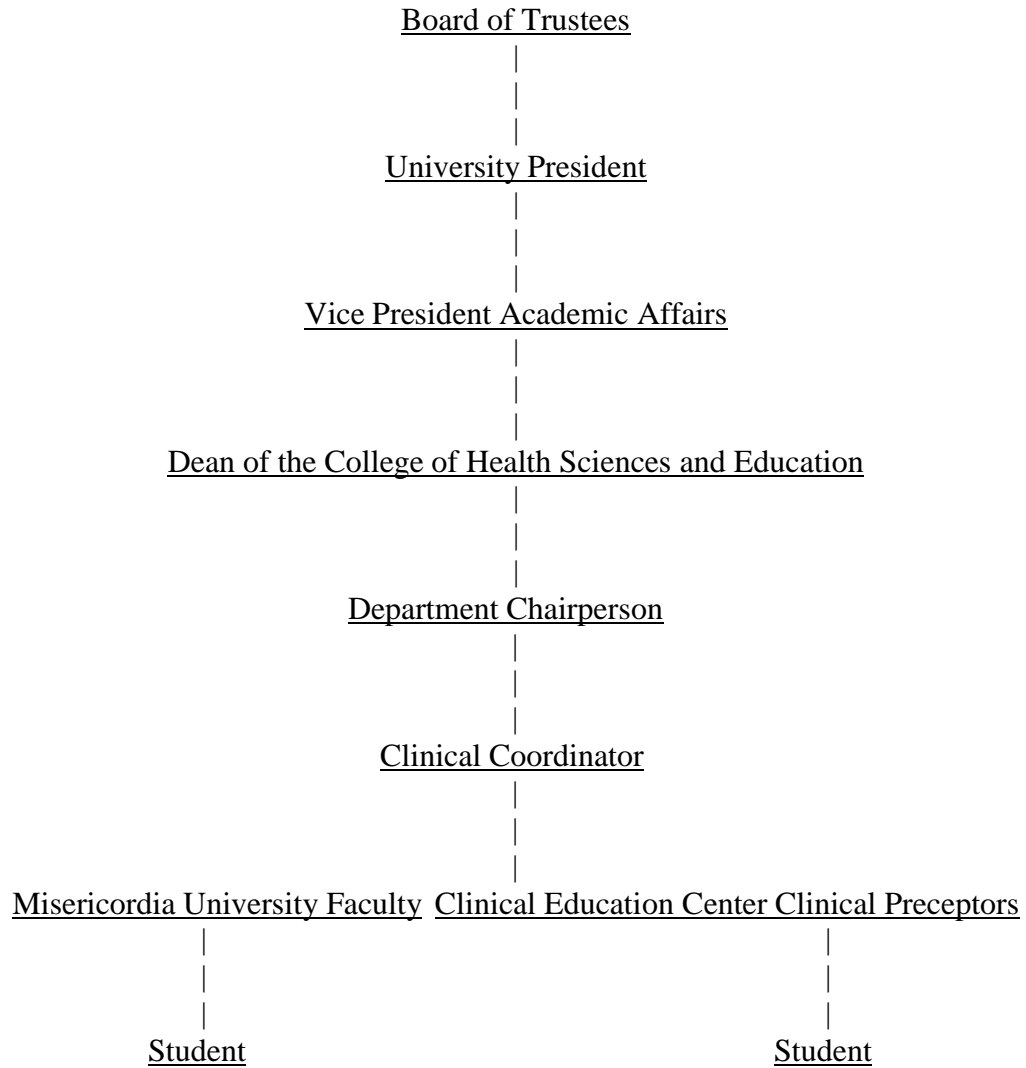 Board of Trustees
University President
Vice President Academic Affairs
Dean of the College of Health Sciences and Education
Department Chairperson
Clinical Coordinator
Misericordia University Faculty Clinical Education Center Clinical Preceptors
Student Student